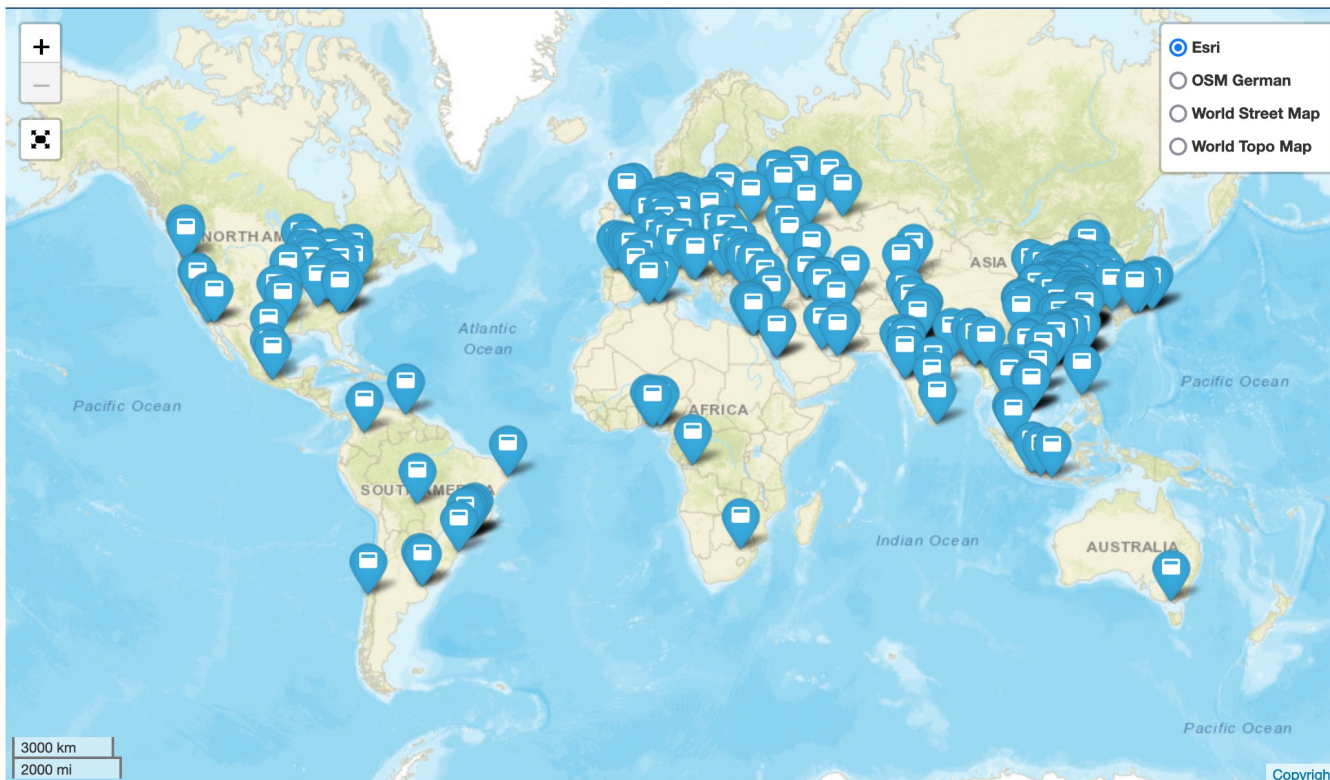 +
−
Esri
OSM German
World Street Map
World Topo Map
NORTH AM
ASIA
Atlantic
Ocean
Pacific Ocean
Pacific Ocean
AFRICA
SOUTH AMERICA
Indian Ocean
AUSTRALIA
Pacific Ocean
3000 km
2000 mi
Copyrigh